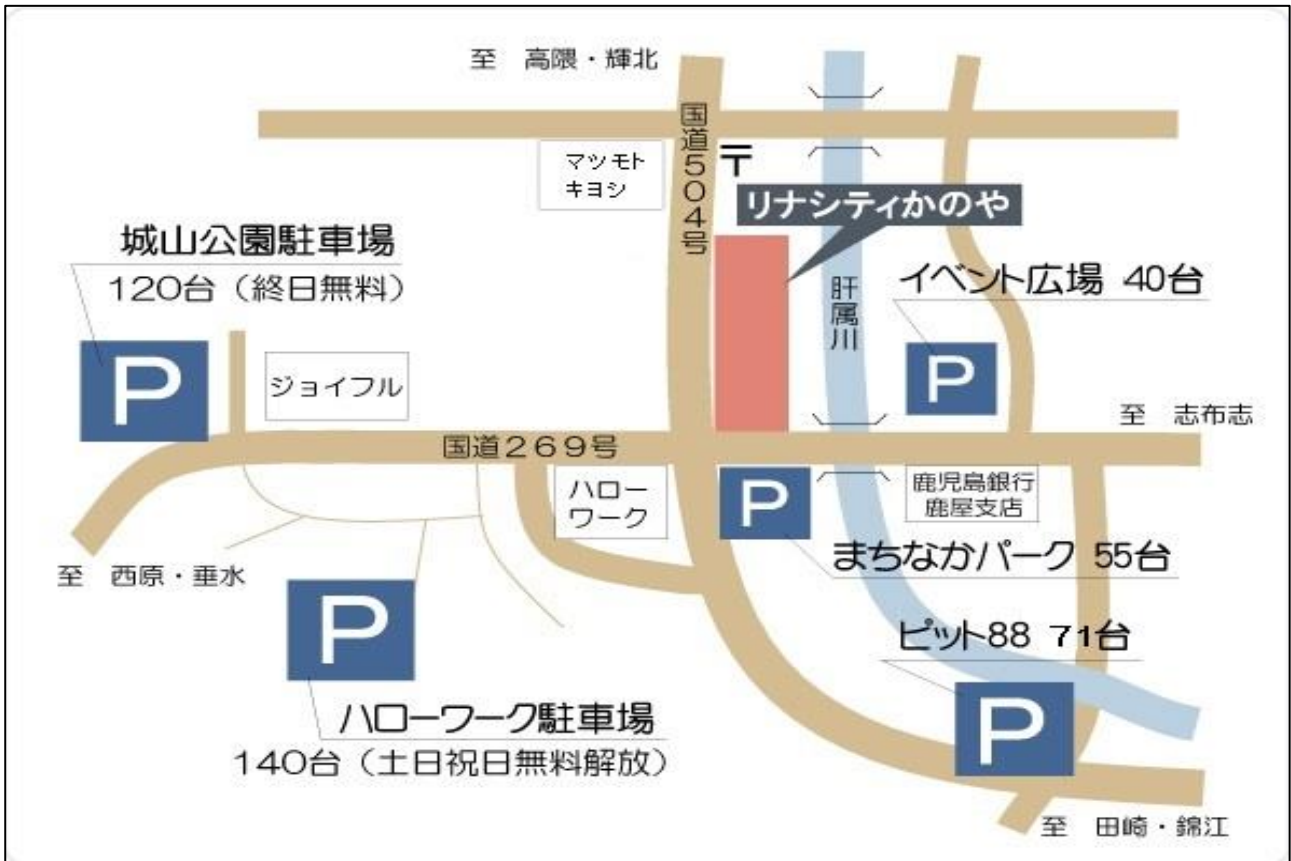 至 高隈・輝北
国道504号
マツモト
キヨシ
〒
リナシティかのや
城山公園駐車場
120台（終日無料）
イベント広場 40台
肝属川
P
P
ジョイフル
至 志布志
国道269号
ハロー
ワーク
P
鹿児島銀行
鹿屋支店
まちなかパーク 55台
至 西原・垂水
P
ピット88 71台
P
ハローワーク駐車場
140台（土日祝日無料解放）
至 田崎・錦江